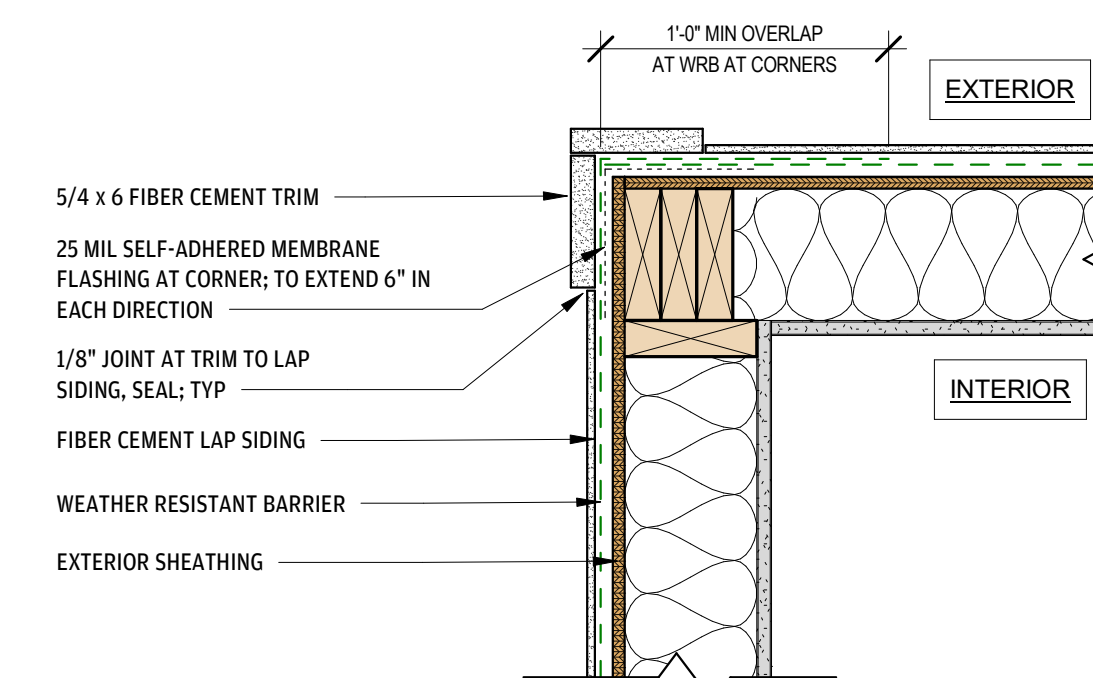 1'-0" MIN OVERLAP
AT WRB AT CORNERS
EXTERIOR
5/4 x 6 FIBER CEMENT TRIM
25 MIL SELF-ADHERED MEMBRANE
FLASHING AT CORNER; TO EXTEND 6" IN
EACH DIRECTION
1/8" JOINT AT TRIM TO LAP
SIDING, SEAL; TYP
INTERIOR
FIBER CEMENT LAP SIDING
WEATHER RESISTANT BARRIER
EXTERIOR SHEATHING